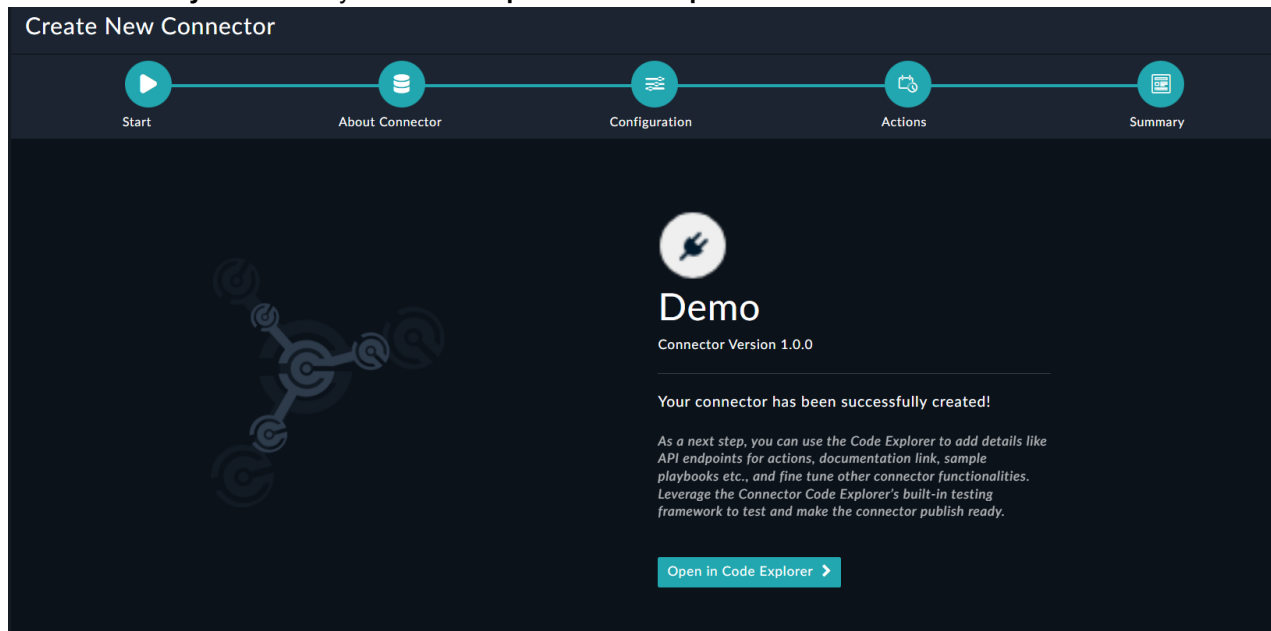 Create New Connector
Start
About Connector
Configuration
Actions
Summary
Demo
Connector Version 1.0.0
Your connector has been successfully created!
As a next step, you can use the Code Explorer to add details like
API endpoints for actions, documentation link, sample
playbooks etc., and fine tune other connector functionalities.
Leverage the Connector Code Explorer's built-in testing
framework to test and make the connector publish ready.
Open in Code Explorer